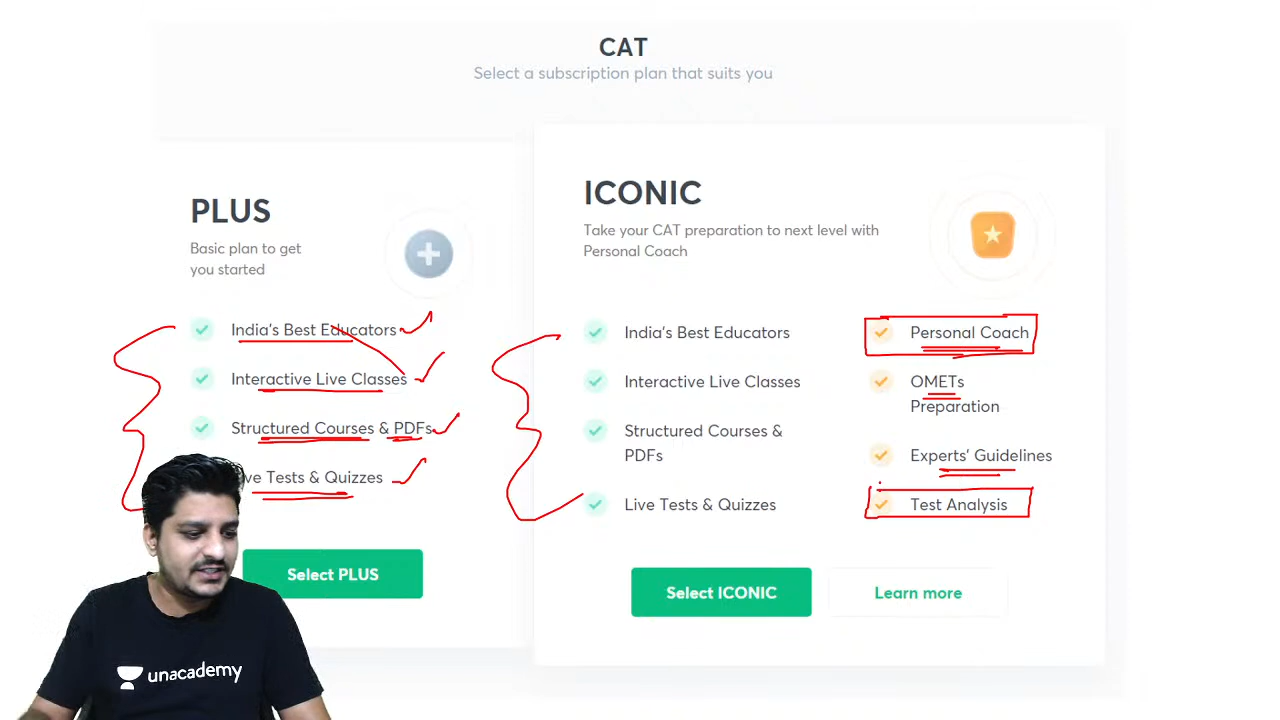 CAT
Select a subscription plan that suits you
PLUS
Basic plan to get
you started
India's Best Educators
Interactive Live Classes
Structured Courses & PDFs
Tests & Quizzes
Select PLUS
ICONIC
Take your CAT preparation to next level with
Personal Coach
India's Best Educators
Interactive Live Classes
Structured Courses &
PDFs
Live Tests & Quizzes
Personal Coach
OMETs
Preparation
Experts' Guidelines
Test Analysis
Select ICONIC
Learn more
unacademy